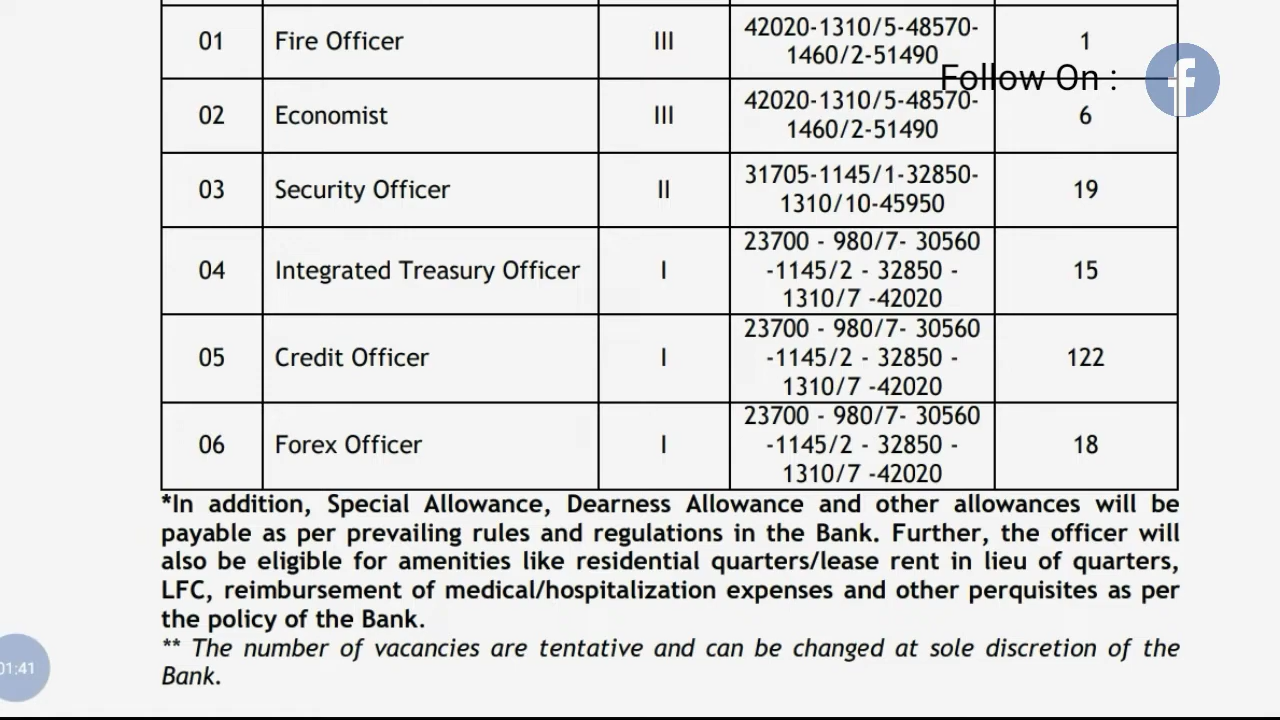 01 Fire Officer III 42020-1310/5-48570- 1
1460/2-51490
Follow On : f
02 Economist III 42020-1310/5-48570- 6
1460/2-51490
03 Security Officer II 31705-1145/1-32850- 19
1310/10-45950
04 Integrated Treasury Officer I 23700 - 980/7- 30560 15
-1145/2 - 32850 -
1310/7 -42020
05 Credit Officer I 23700 - 980/7- 30560 122
-1145/2 - 32850 -
1310/7 -42020
06 Forex Officer I 23700 - 980/7- 30560 18
-1145/2 - 32850 -
1310/7 -42020
*In addition, Special Allowance, Dearness Allowance and other allowances will be
payable as per prevailing rules and regulations in the Bank. Further, the officer will
also be eligible for amenities like residential quarters/lease rent in lieu of quarters,
LFC, reimbursement of medical/hospitalization expenses and other perquisites as per
the policy of the Bank.
** The number of vacancies are tentative and can be changed at sole discretion of the
Bank.
01:41